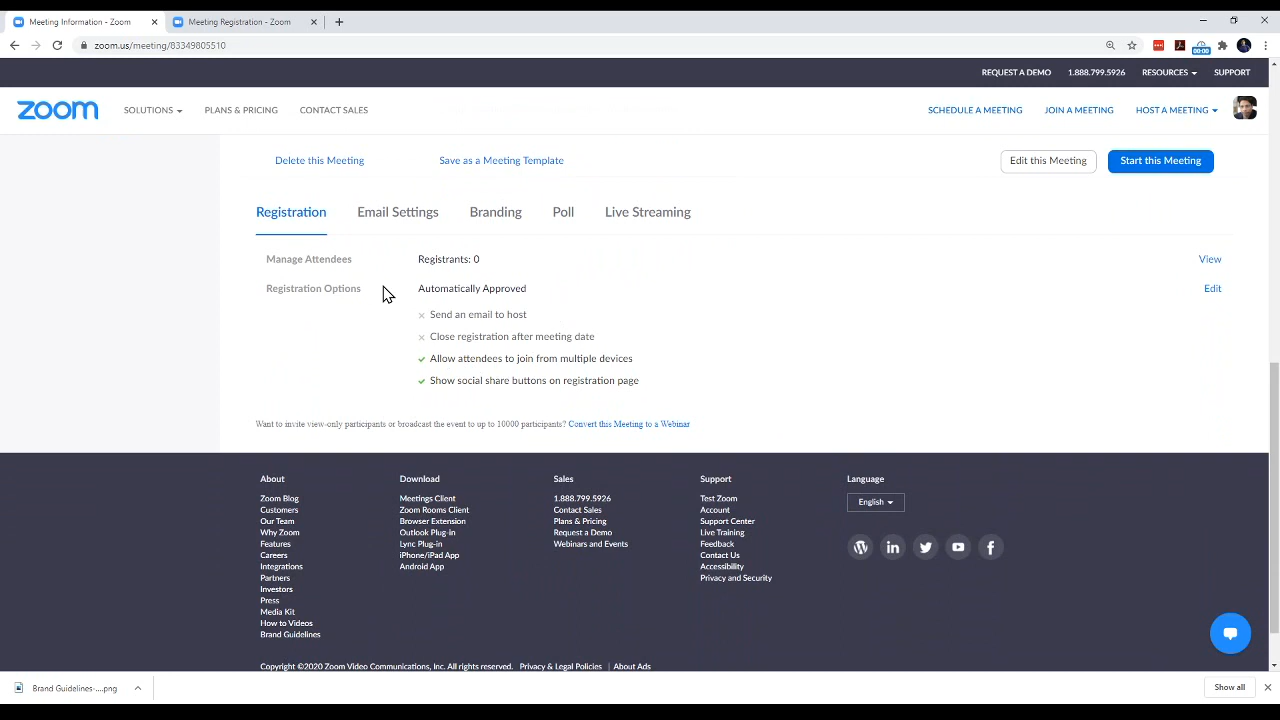 Meeting Information - Zoom
Meeting Registration - Zoom
zoom.us/meeting/83349805510
00:00
REQUEST A DEMO 1.888.799.5926 RESOURCES SUPPORT
zoom SOLUTIONS PLANS & PRICING CONTACT SALES SCHEDULE A MEETING JOIN A MEETING HOST A MEETING
Delete this Meeting Save as a Meeting Template Edit this Meeting Start this Meeting
Registration Email Settings Branding Poll Live Streaming
Manage Attendees Registrants: 0 View
Registration Options Automatically Approved Edit
Send an email to host
Close registration after meeting date
Allow attendees to join from multiple devices
Show social share buttons on registration page
Want to invite view-only participants or broadcast the event to up to 10000 participants? Convert this Meeting to a Webinar
About
Zoom Blog
Customers
Our Team
Why Zoom
Features
Careers
Integrations
Partners
Investors
Press
Media Kit
How to Videos
Brand Guidelines
Download
Meetings Client
Zoom Rooms Client
Browser Extension
Outlook Plug-in
Lync Plug-in
iPhone/iPad App
Android App
Sales
1.888.799.5926
Contact Sales
Plans & Pricing
Request a Demo
Webinars and Events
Support
Test Zoom
Account
Support Center
Live Training
Feedback
Contact Us
Accessibility
Privacy and Security
Language
English
Copyright ©2020 Zoom Video Communications, Inc. All rights reserved. Privacy & Legal Policies | About Ads
Brand Guidelines-....png
Show all